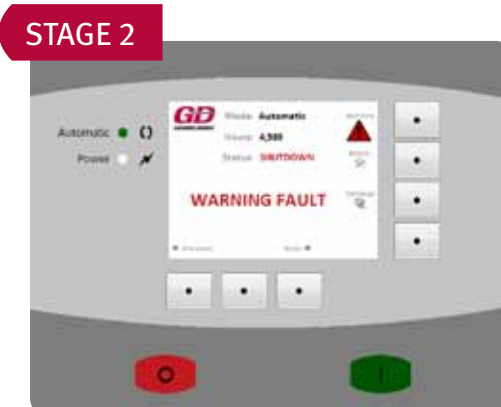 STAGE 2
GD
Mode: Automatic
Automatic
Hours: 4,500
Power
Status: SHUTDOWN
WARNING FAULT